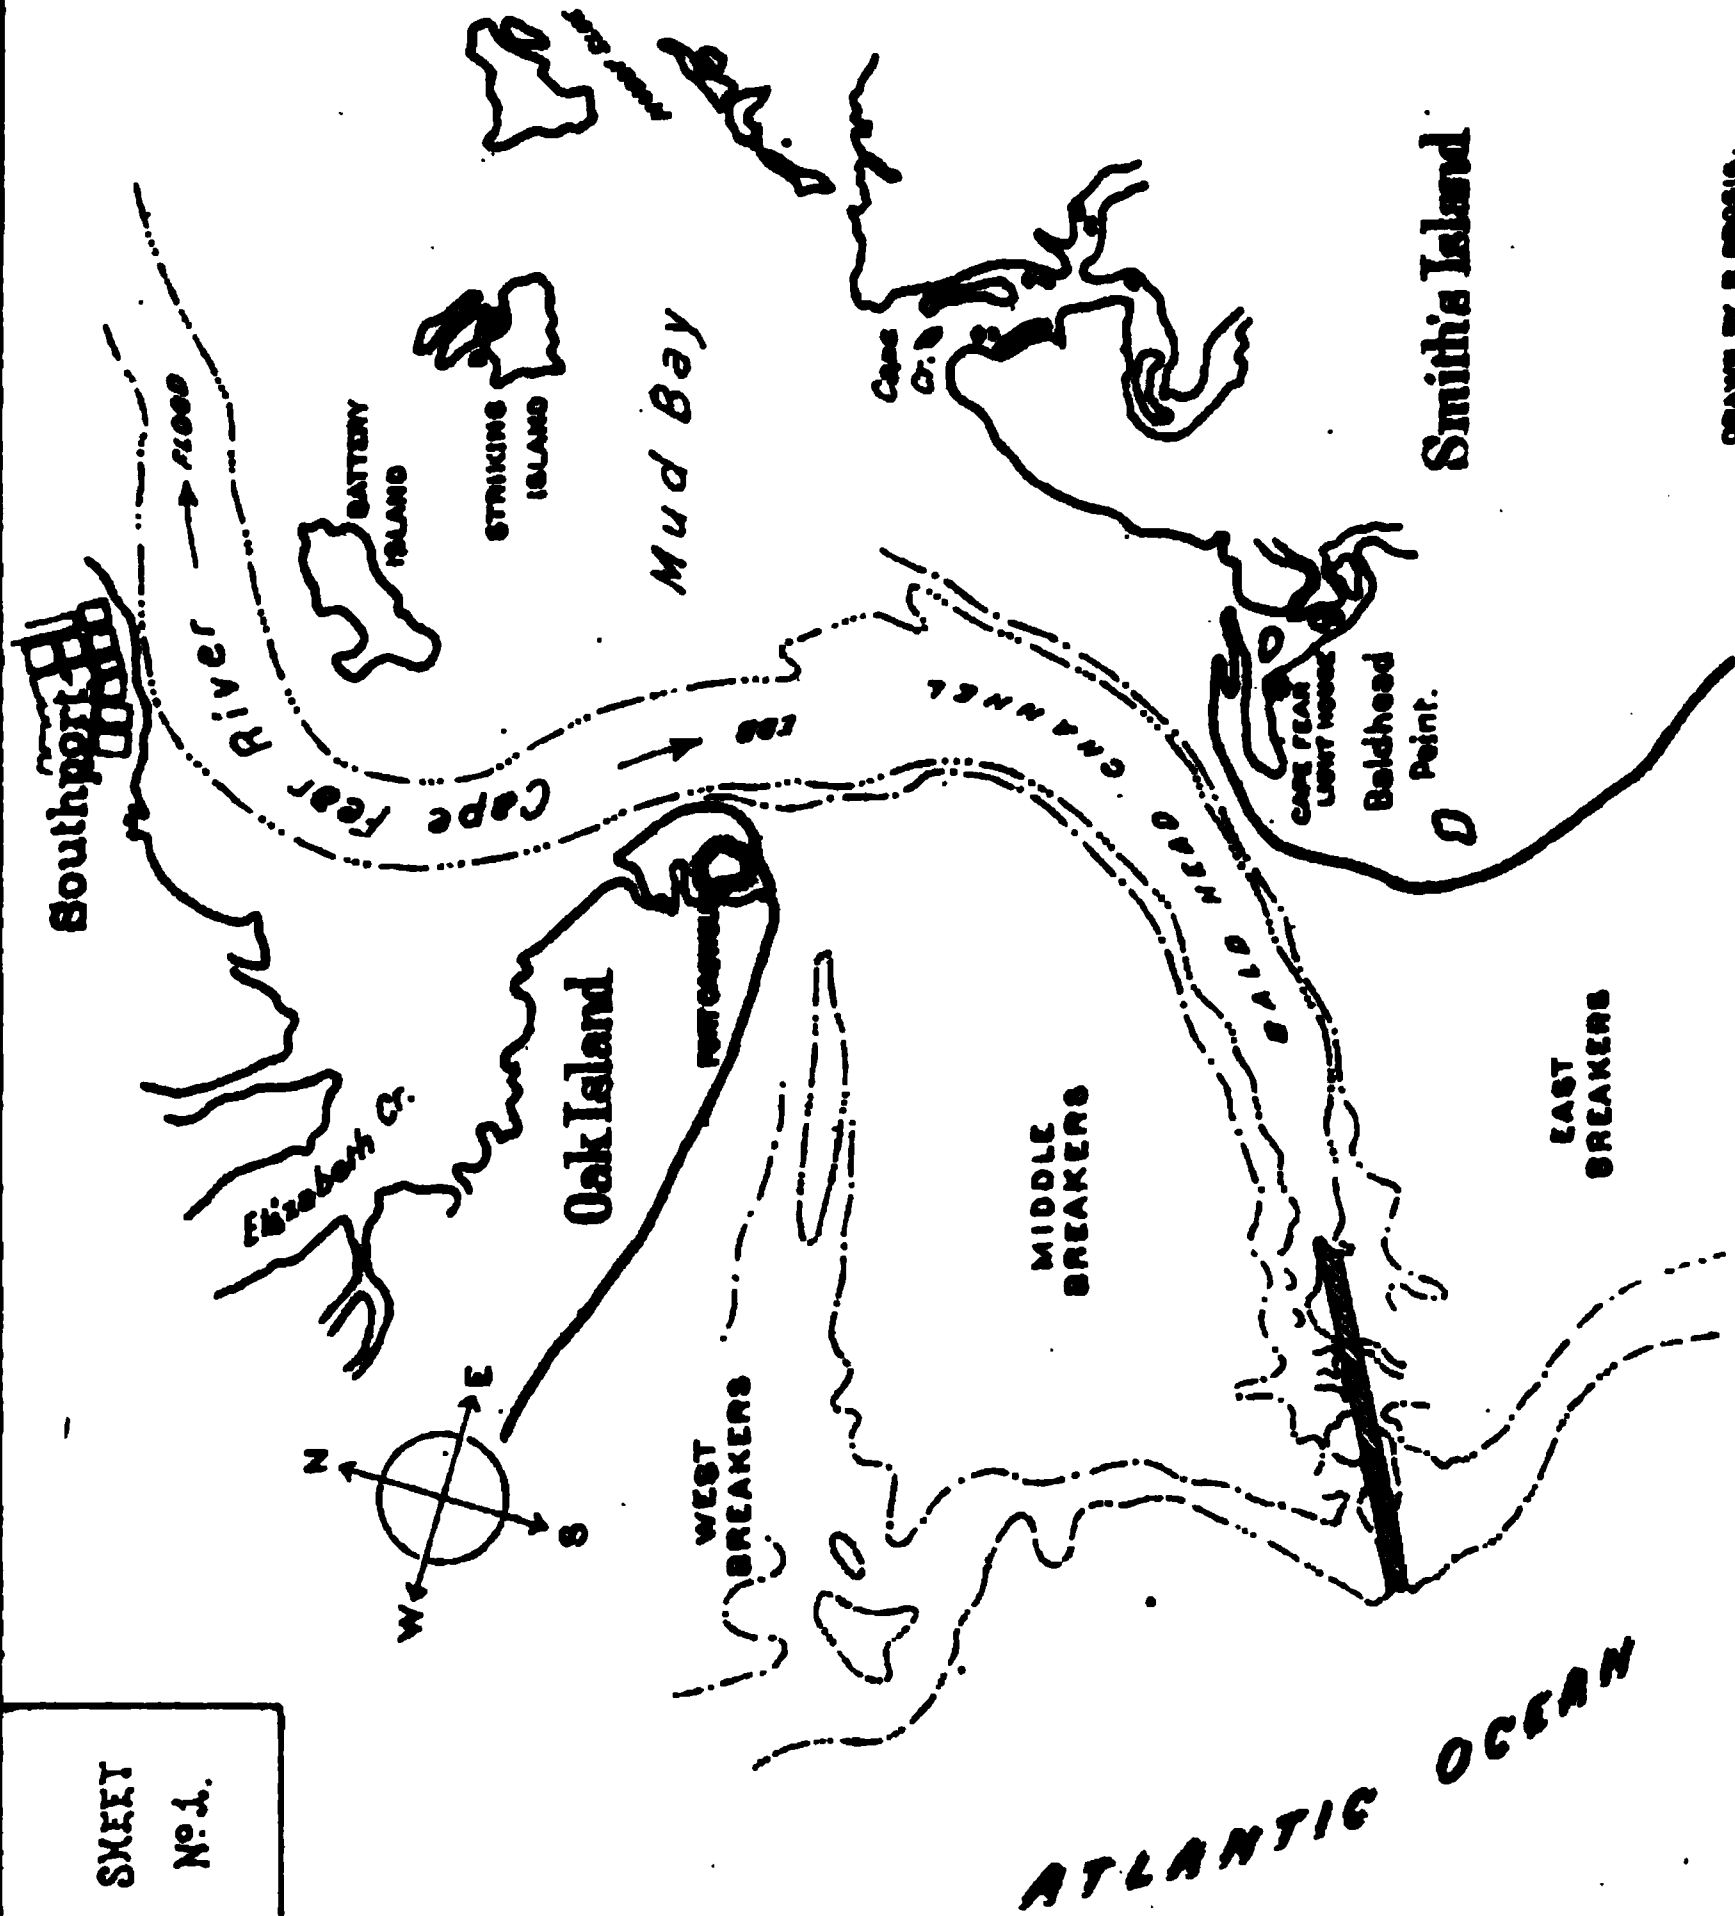 SHEET
No. 1.
Southport
FLOOD
River
Cape Fear
BATTERY
ISLAND
STRIKING
ISLAND
Mud Bay
EBB
Elizabeth Cr.
Oak Island
FORT
Cape
Cr.
Smith's Island
CAPE FEAR
LIGHT HOUSE
Baldhead
Point.
BALD HEAD CHANNEL
N
E
S
W
WEST
BREAKERS
MIDDLE
BREAKERS
EAST
BREAKERS
ATLANTIC OCEAN